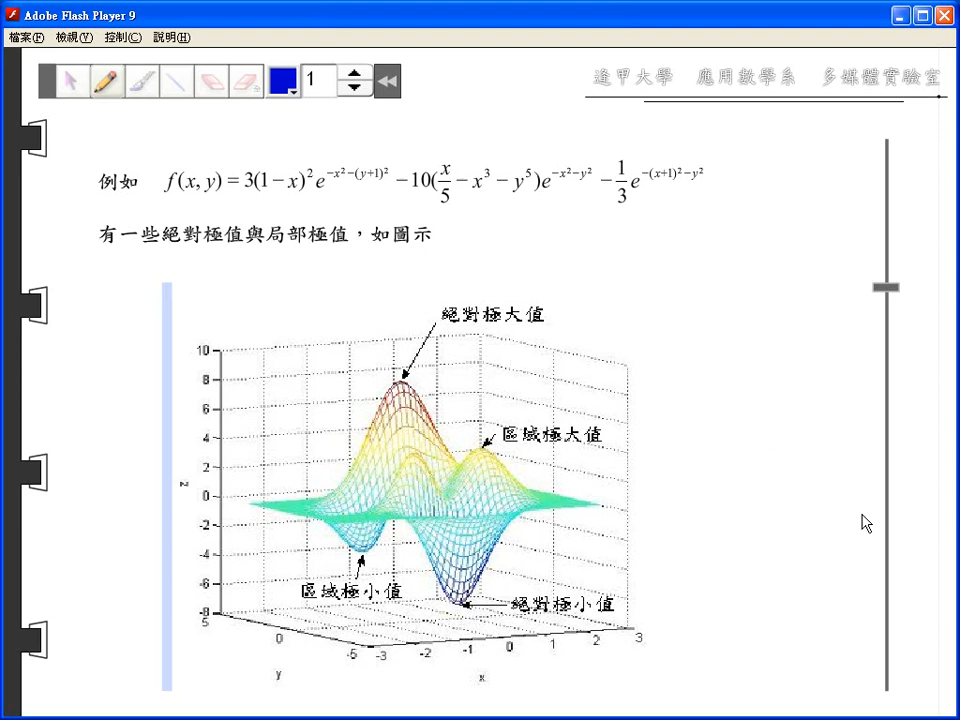 Adobe Flash Player 9
檔案(F) 檢視(V) 控制(C) 說明(H)
1
逢甲大學 應用數學系 多媒體實驗室
例如 f(x, y) = 3(1 − x)²e^{−x²−(y+1)²} − 10(x/5 − x³ − y⁵)e^{−x²−y²} − 1/3 e^{−(x+1)²−y²}
有一些絕對極值與局部極值，如圖示
絕對極大值
10
8
區域極大值
6
4
2
z
0
-2
-4
-6
區域極小值
絕對極小值
-8
5
0
-5
-3
-2
-1
0
1
2
3
y
x